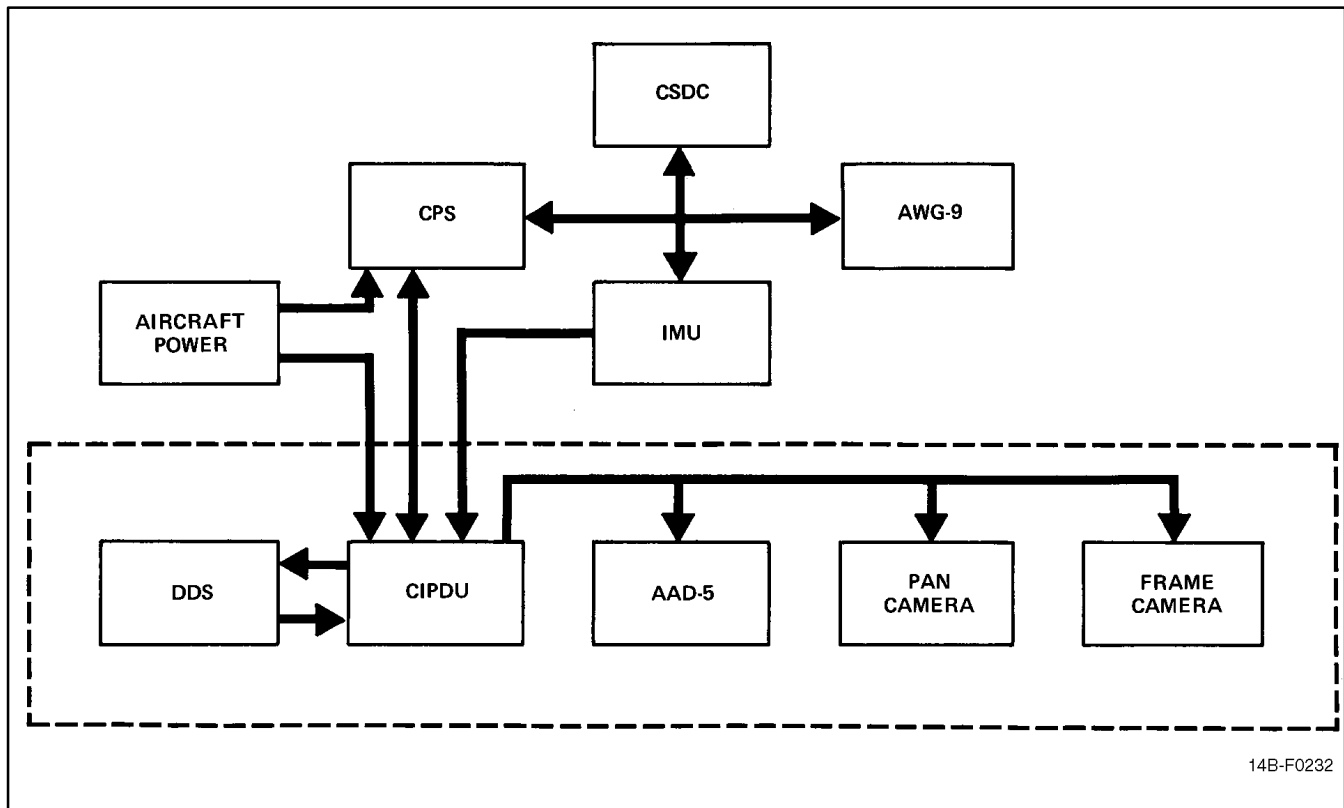 CSDC
CPS
AWG-9
AIRCRAFT
POWER
IMU
DDS
CIPDU
AAD-5
PAN
CAMERA
FRAME
CAMERA
14B-F0232